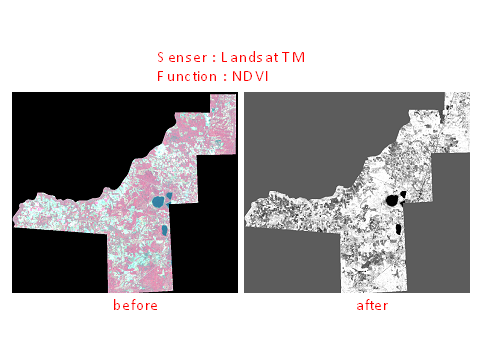 Senser : Landsat TM
Function : NDVI
before
after